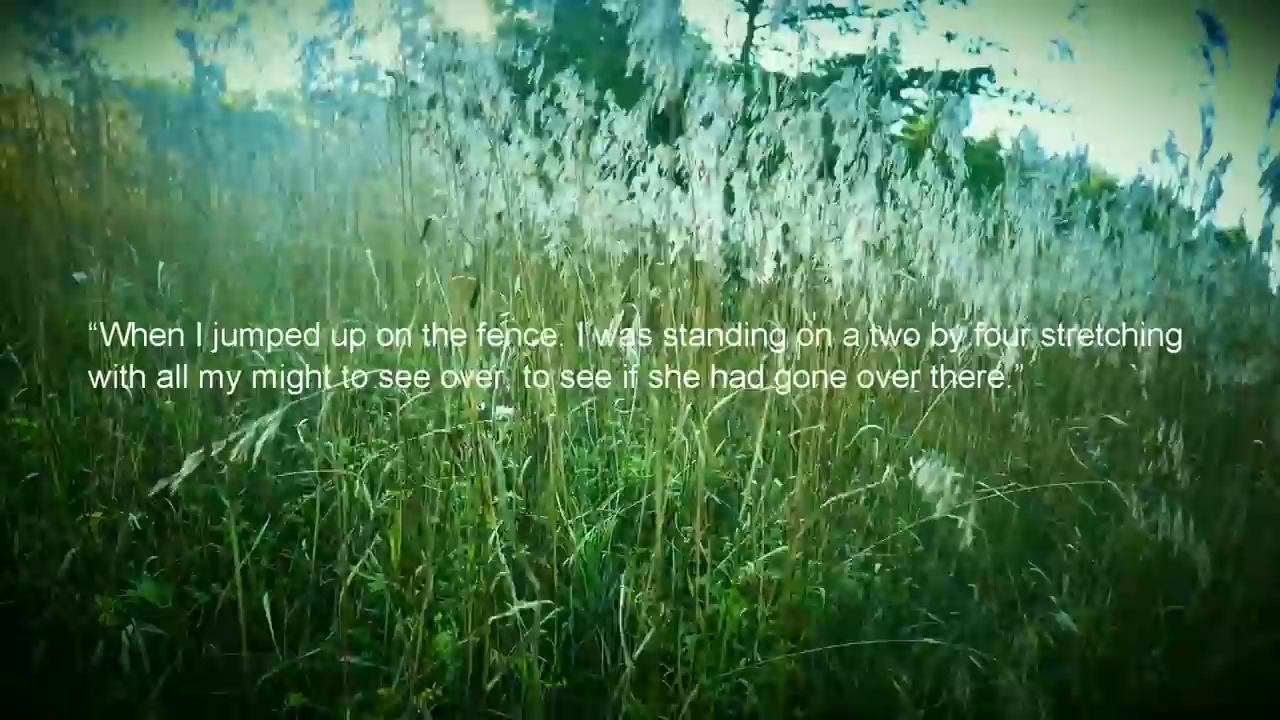 “When I jumped up on the fence. I was standing on a two by four stretching
with all my might to see over, to see if she had gone over there.”